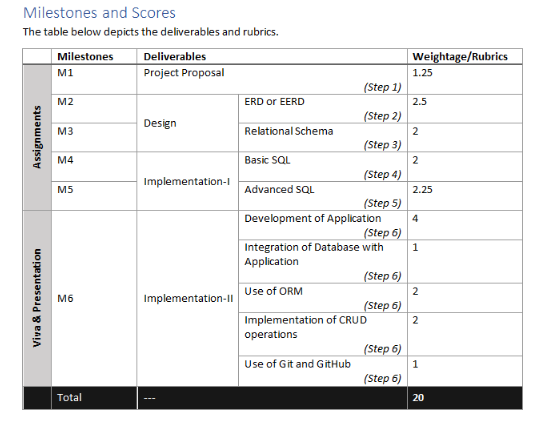 Milestones and Scores
The table below depicts the deliverables and rubrics.
Milestones Deliverables Weightage/Rubrics
Assignments
M1 Project Proposal 1.25
(Step 1)
M2 ERD or EERD 2.5
(Step 2)
Design
M3 Relational Schema 2
(Step 3)
M4 Basic SQL 2
(Step 4)
Implementation-I
M5 Advanced SQL 2.25
(Step 5)
Viva & Presentation
Development of Application 4
(Step 6)
Integration of Database with 1
Application
(Step 6)
M6 Implementation-II Use of ORM 2
(Step 6)
Implementation of CRUD 2
operations
(Step 6)
Use of Git and GitHub 1
(Step 6)
Total --- 20